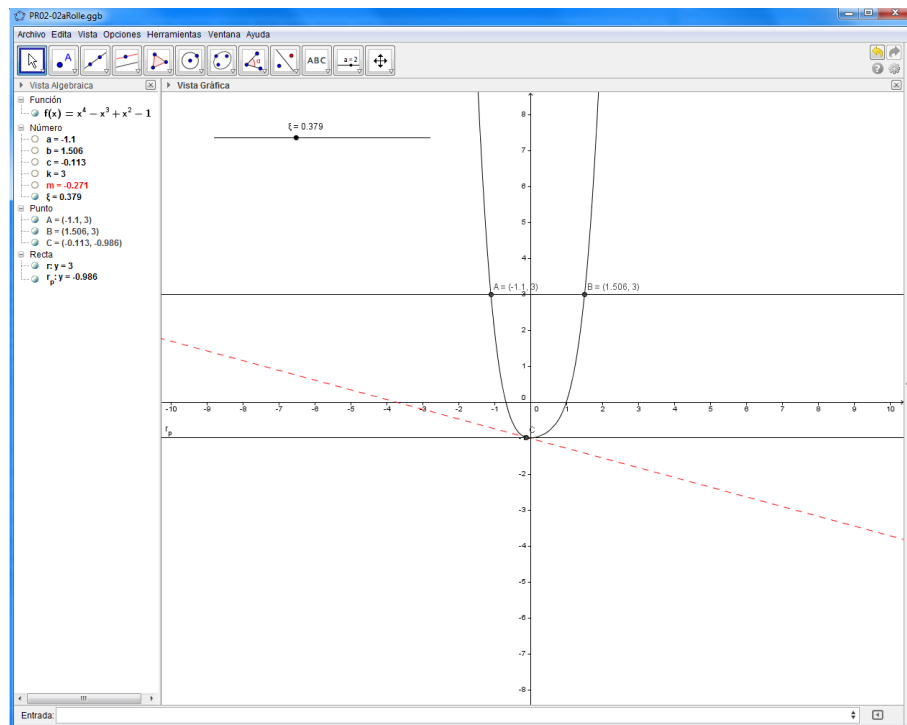 PR02-02aRolle.ggb
Archivo Edita Vista Opciones Herramientas Ventana Ayuda
A α ABC a=2
Vista Algebraica
Función
f(x) = x⁴ − x³ + x² − 1
Número
a = -1.1
b = 1.506
c = -0.113
k = 3
m = -0.271
ξ = 0.379
Punto
A = (-1.1, 3)
B = (1.506, 3)
C = (-0.113, -0.986)
Recta
r: y = 3
rₚ: y = -0.986
Vista Gráfica
ξ = 0.379
8
7
6
5
4
3
A = (-1.1, 3)
B = (1.506, 3)
2
1
0
-10 -9 -8 -7 -6 -5 -4 -3 -2 -1 0 1 2 3 4 5 6 7 8 9 10
rₚ
C
-1
-2
-3
-4
-5
-6
-7
-8
Entrada: